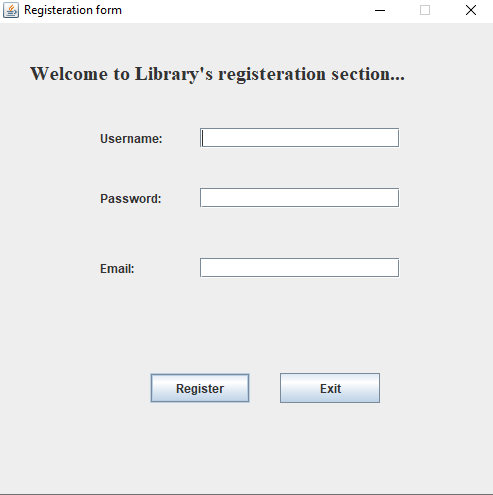 Registeration form
Welcome to Library's registeration section...
Username:
Password:
Email:
Register Exit